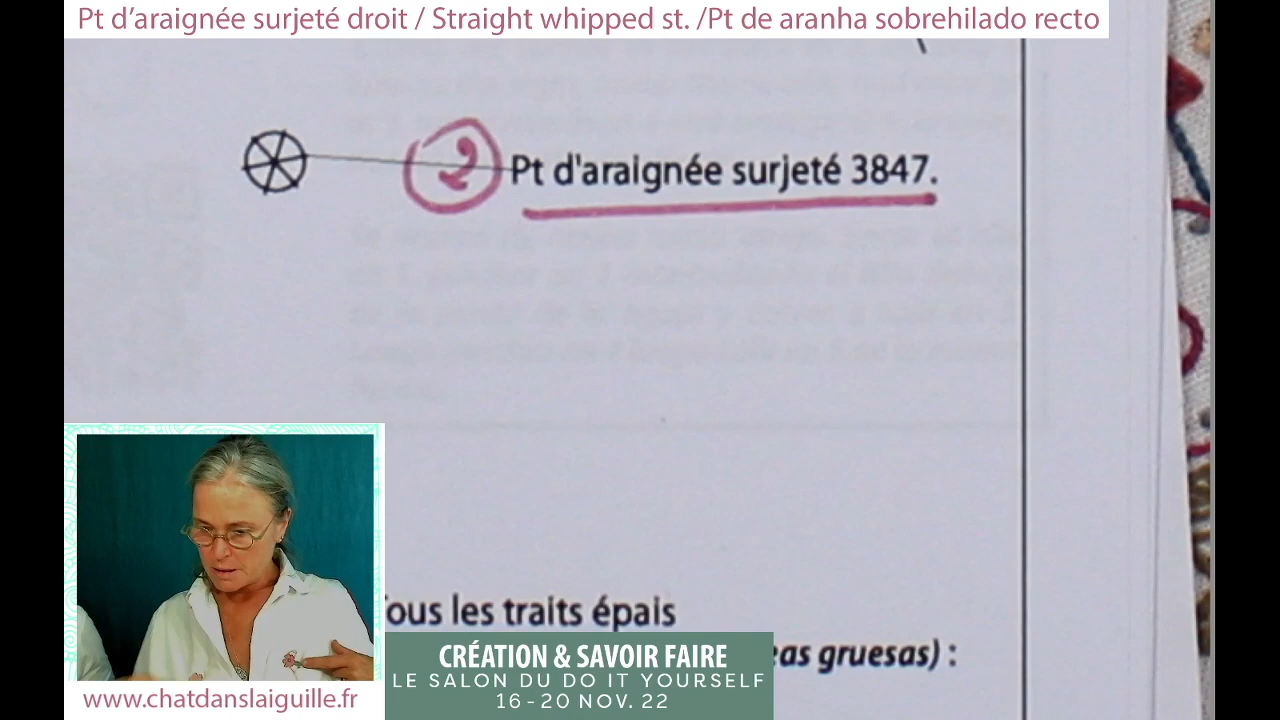 Pt d’araignée surjeté droit / Straight whipped st. /Pt de aranha sobrehilado recto
2 Pt d'araignée surjeté 3847.
ous les traits épais
eas gruesas) :
CRÉATION & SAVOIR FAIRE
LE SALON DU DO IT YOURSELF
16-20 NOV. 22
www.chatdanslaiguille.fr